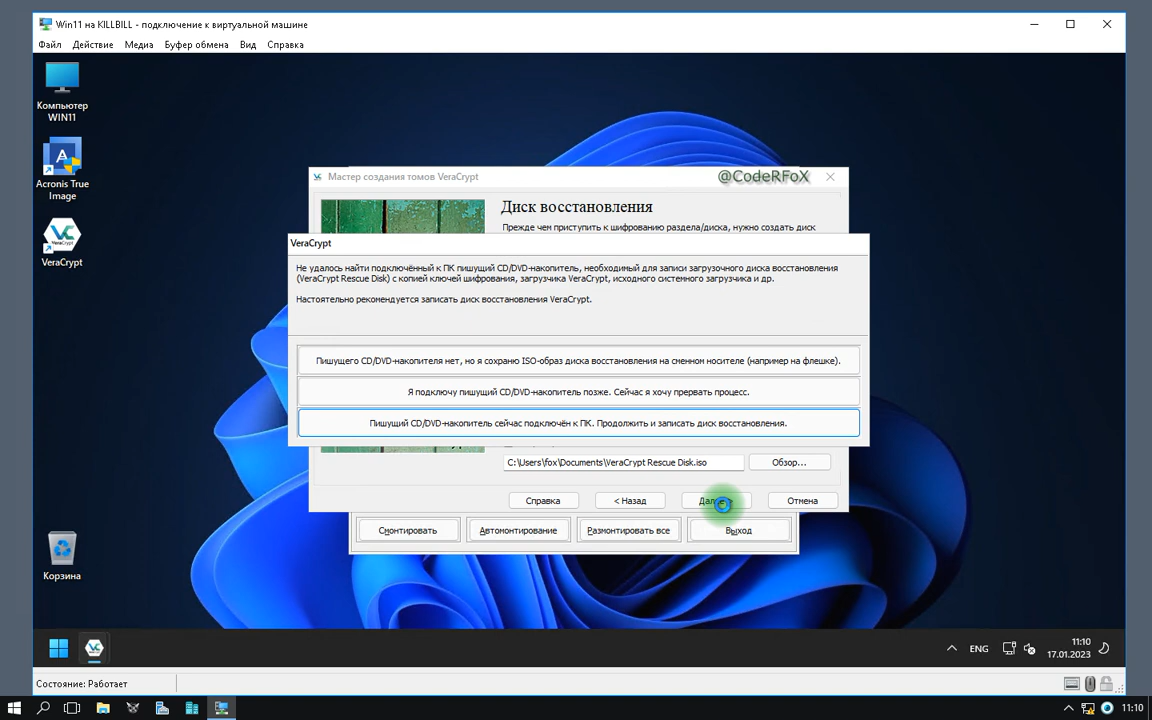 Win11 на KILLBILL - подключение к виртуальной машине
Файл Действие Медиа Буфер обмена Вид Справка
Компьютер
WIN11
Acronis True
Image
VeraCrypt
Корзина
Мастер создания томов VeraCrypt
@CodeRFoX
Диск восстановления
Прежде чем приступить к шифрованию раздела/диска, нужно создать диск
VeraCrypt
Не удалось найти подключённый к ПК пишущий CD/DVD-накопитель, необходимый для записи загрузочного диска восстановления
(VeraCrypt Rescue Disk) с копией ключей шифрования, загрузчика VeraCrypt, исходного системного загрузчика и др.
Настоятельно рекомендуется записать диск восстановления VeraCrypt.
Пишущего CD/DVD-накопителя нет, но я сохраню ISO-образ диска восстановления на сменном носителе (например на флешке).
Я подключу пишущий CD/DVD-накопитель позже. Сейчас я хочу прервать процесс.
Пишущий CD/DVD-накопитель сейчас подключён к ПК. Продолжить и записать диск восстановления.
C:\Users\fox\Documents\VeraCrypt Rescue Disk.iso Обзор...
Справка < Назад Отмена
Смонтировать Автомонтирование Размонтировать все Выход
ENG
11:10
17.01.2023
Состояние: Работает
11:10